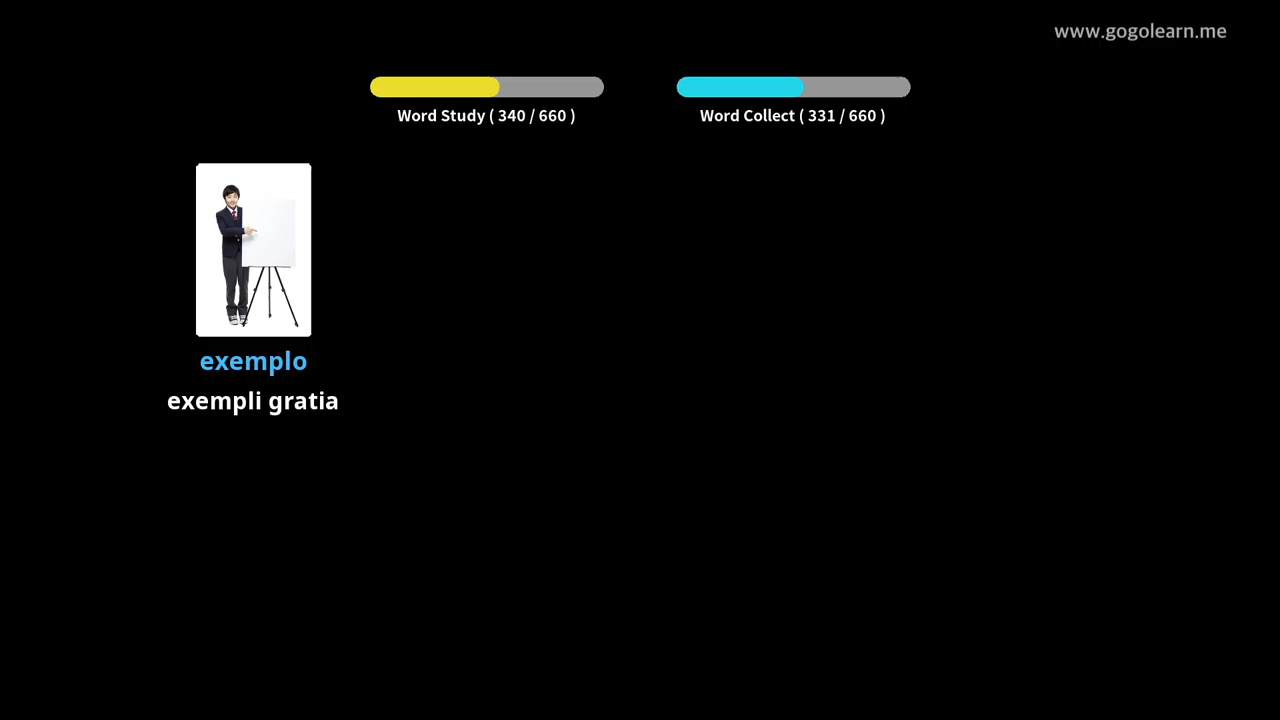 www.gogolearn.me
Word Study ( 340 / 660 )
Word Collect ( 331 / 660 )
exemplo
exempli gratia